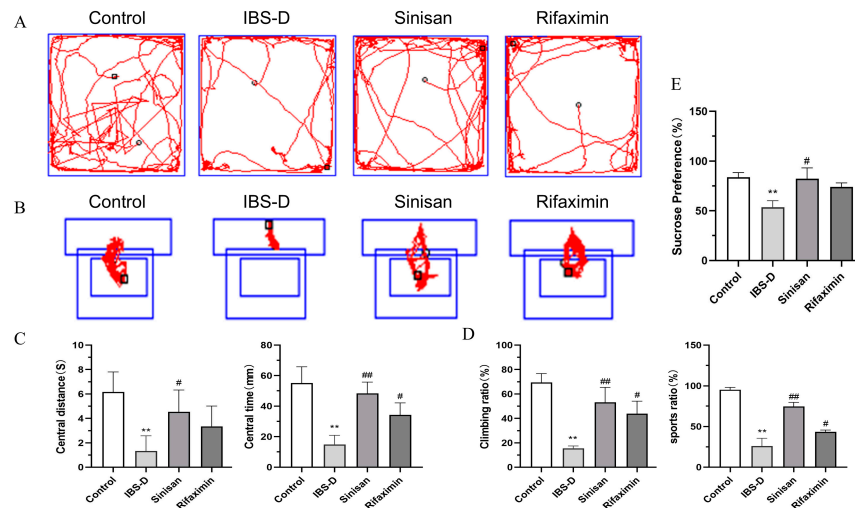 A
Control
IBS-D
Sinisan
Rifaximin
B
Control
IBS-D
Sinisan
Rifaximin
C
Central distance(S)
10
8
6
4
2
0
**
#
Control
IBS-D
Sinisan
Rifaximin
Central time(mm)
80
60
40
20
0
**
##
#
Control
IBS-D
Sinisan
Rifaximin
D
Climbing ratio(%)
100
80
60
40
20
0
**
##
#
Control
IBS-D
Sinisan
Rifaximin
sports ratio(%)
150
100
50
0
**
##
#
Control
IBS-D
Sinisan
Rifaximin
E
Sucrose Preference(%)
150
100
50
0
**
#
Control
IBS-D
Sinisan
Rifaximin